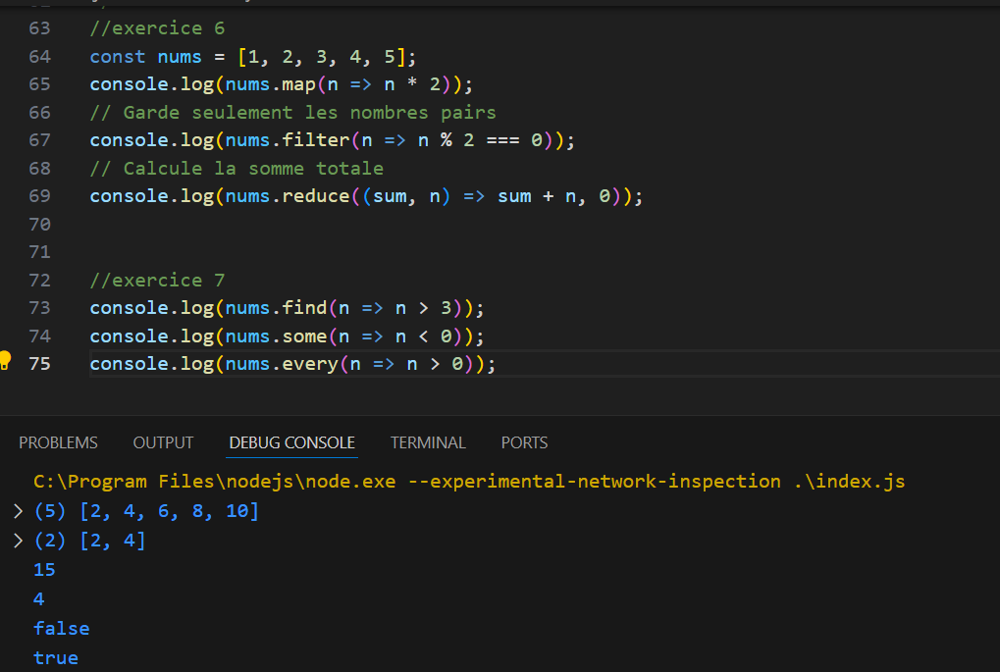 63 //exercice 6
64 const nums = [1, 2, 3, 4, 5];
65 console.log(nums.map(n => n * 2));
66 // Garde seulement les nombres pairs
67 console.log(nums.filter(n => n % 2 === 0));
68 // Calcule la somme totale
69 console.log(nums.reduce((sum, n) => sum + n, 0));
70
71
72 //exercice 7
73 console.log(nums.find(n => n > 3));
74 console.log(nums.some(n => n < 0));
75 console.log(nums.every(n => n > 0));
PROBLEMS OUTPUT DEBUG CONSOLE TERMINAL PORTS
C:\Program Files\nodejs\node.exe --experimental-network-inspection .\index.js
> (5) [2, 4, 6, 8, 10]
> (2) [2, 4]
15
4
false
true